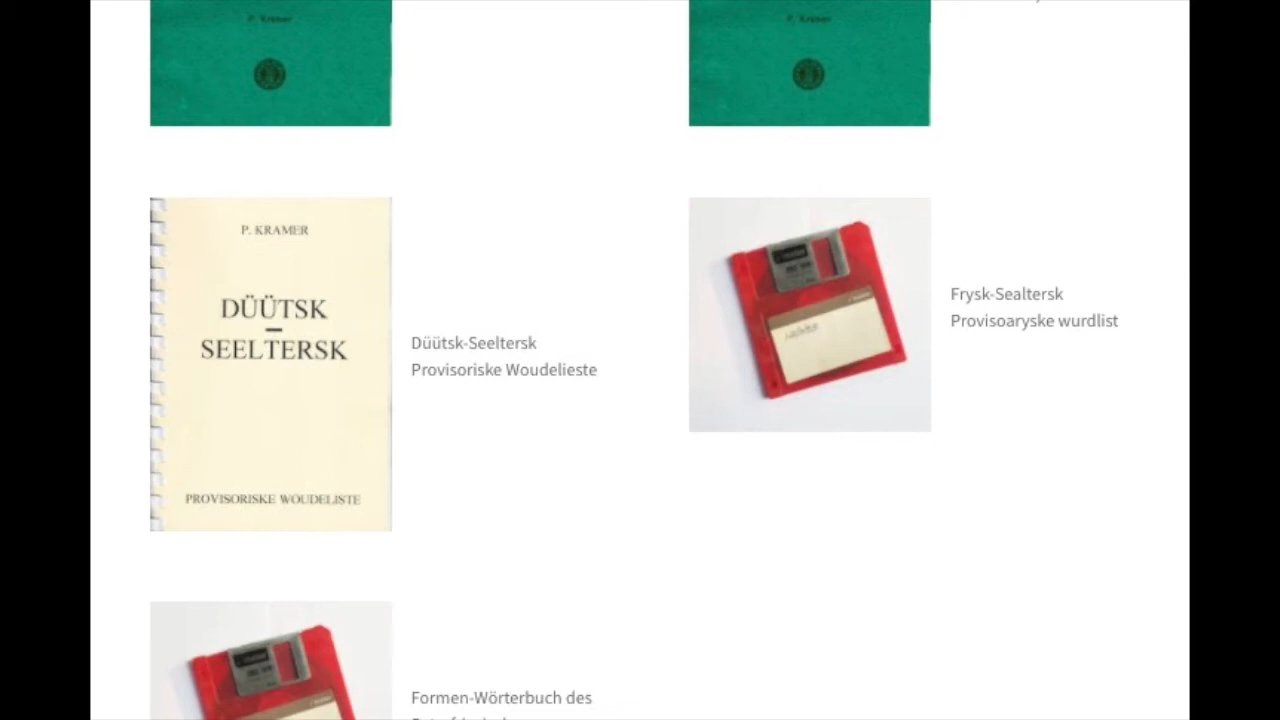 P. Kramer
P. Kramer
P. KRAMER
DÜÜTSK
–
SEELTERSK
PROVISORISKE WOUDELISTE
Düütsk-Seeltersk
Provisoriske Woudelieste
Frysk-Sealtersk
Provisoaryske wurdlist
Formen-Wörterbuch des